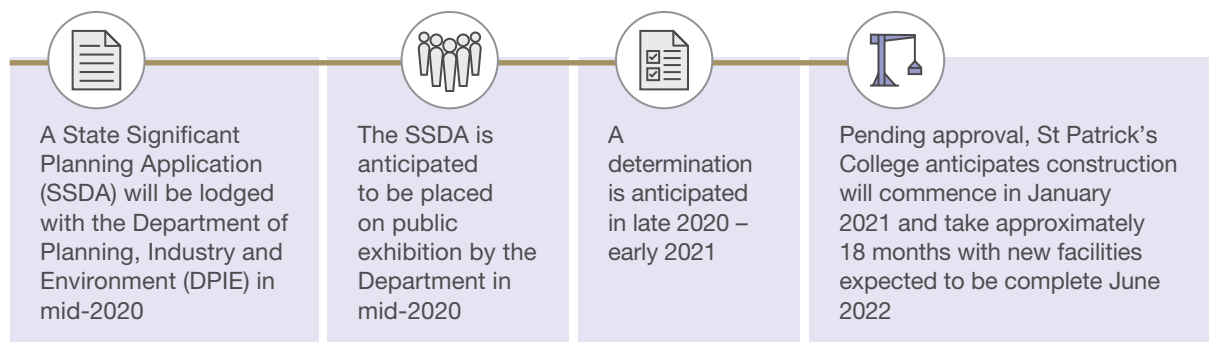 A State Significant
Planning Application
(SSDA) will be lodged
with the Department of
Planning, Industry and
Environment (DPIE) in
mid-2020
The SSDA is
anticipated
to be placed
on public
exhibition by the
Department in
mid-2020
A
determination
is anticipated
in late 2020 –
early 2021
Pending approval, St Patrick’s
College anticipates construction
will commence in January
2021 and take approximately
18 months with new facilities
expected to be complete June
2022